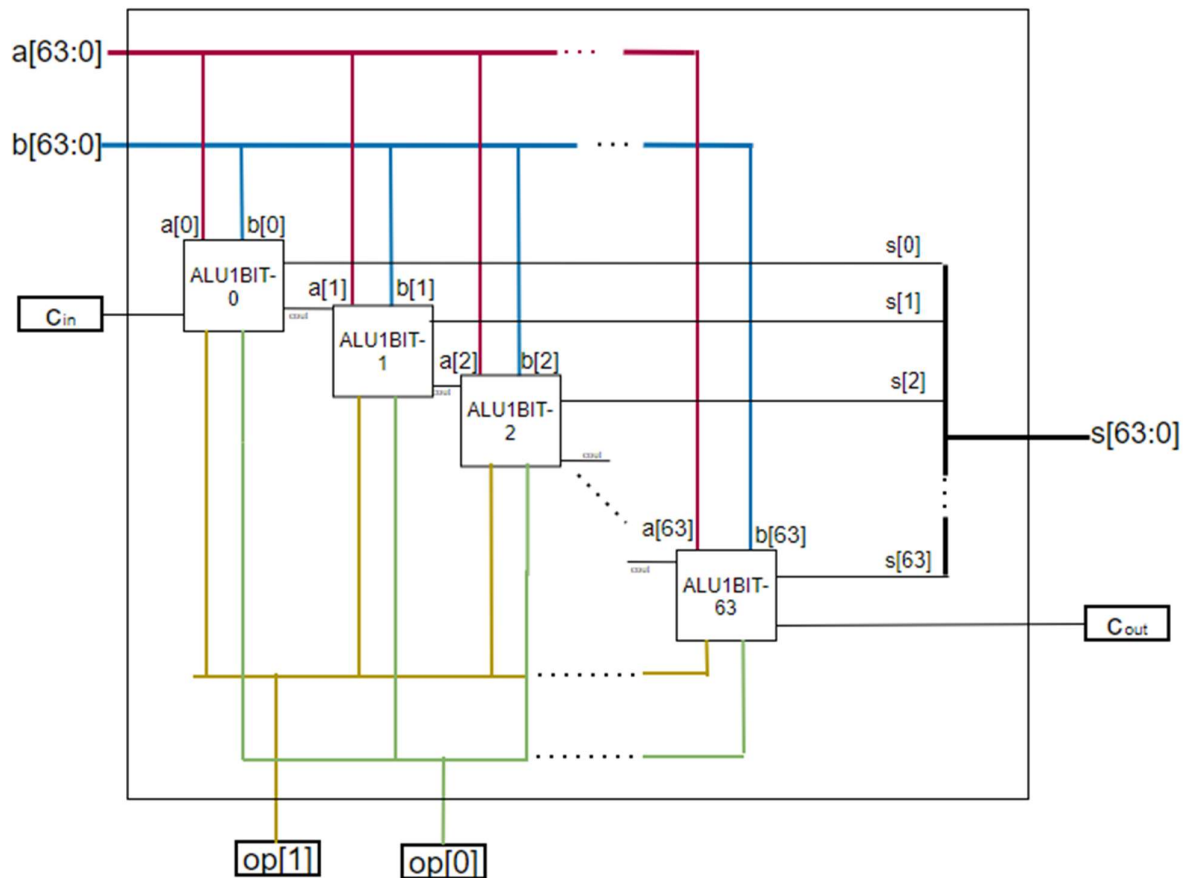 a[63:0]
b[63:0]
a[0] b[0]
ALU1BIT-
0
s[0]
Cin
cout
a[1] b[1]
ALU1BIT-
1
s[1]
cout
a[2] b[2]
ALU1BIT-
2
s[2]
cout
s[63:0]
a[63] b[63]
cout
ALU1BIT-
63
s[63]
Cout
op[1]
op[0]